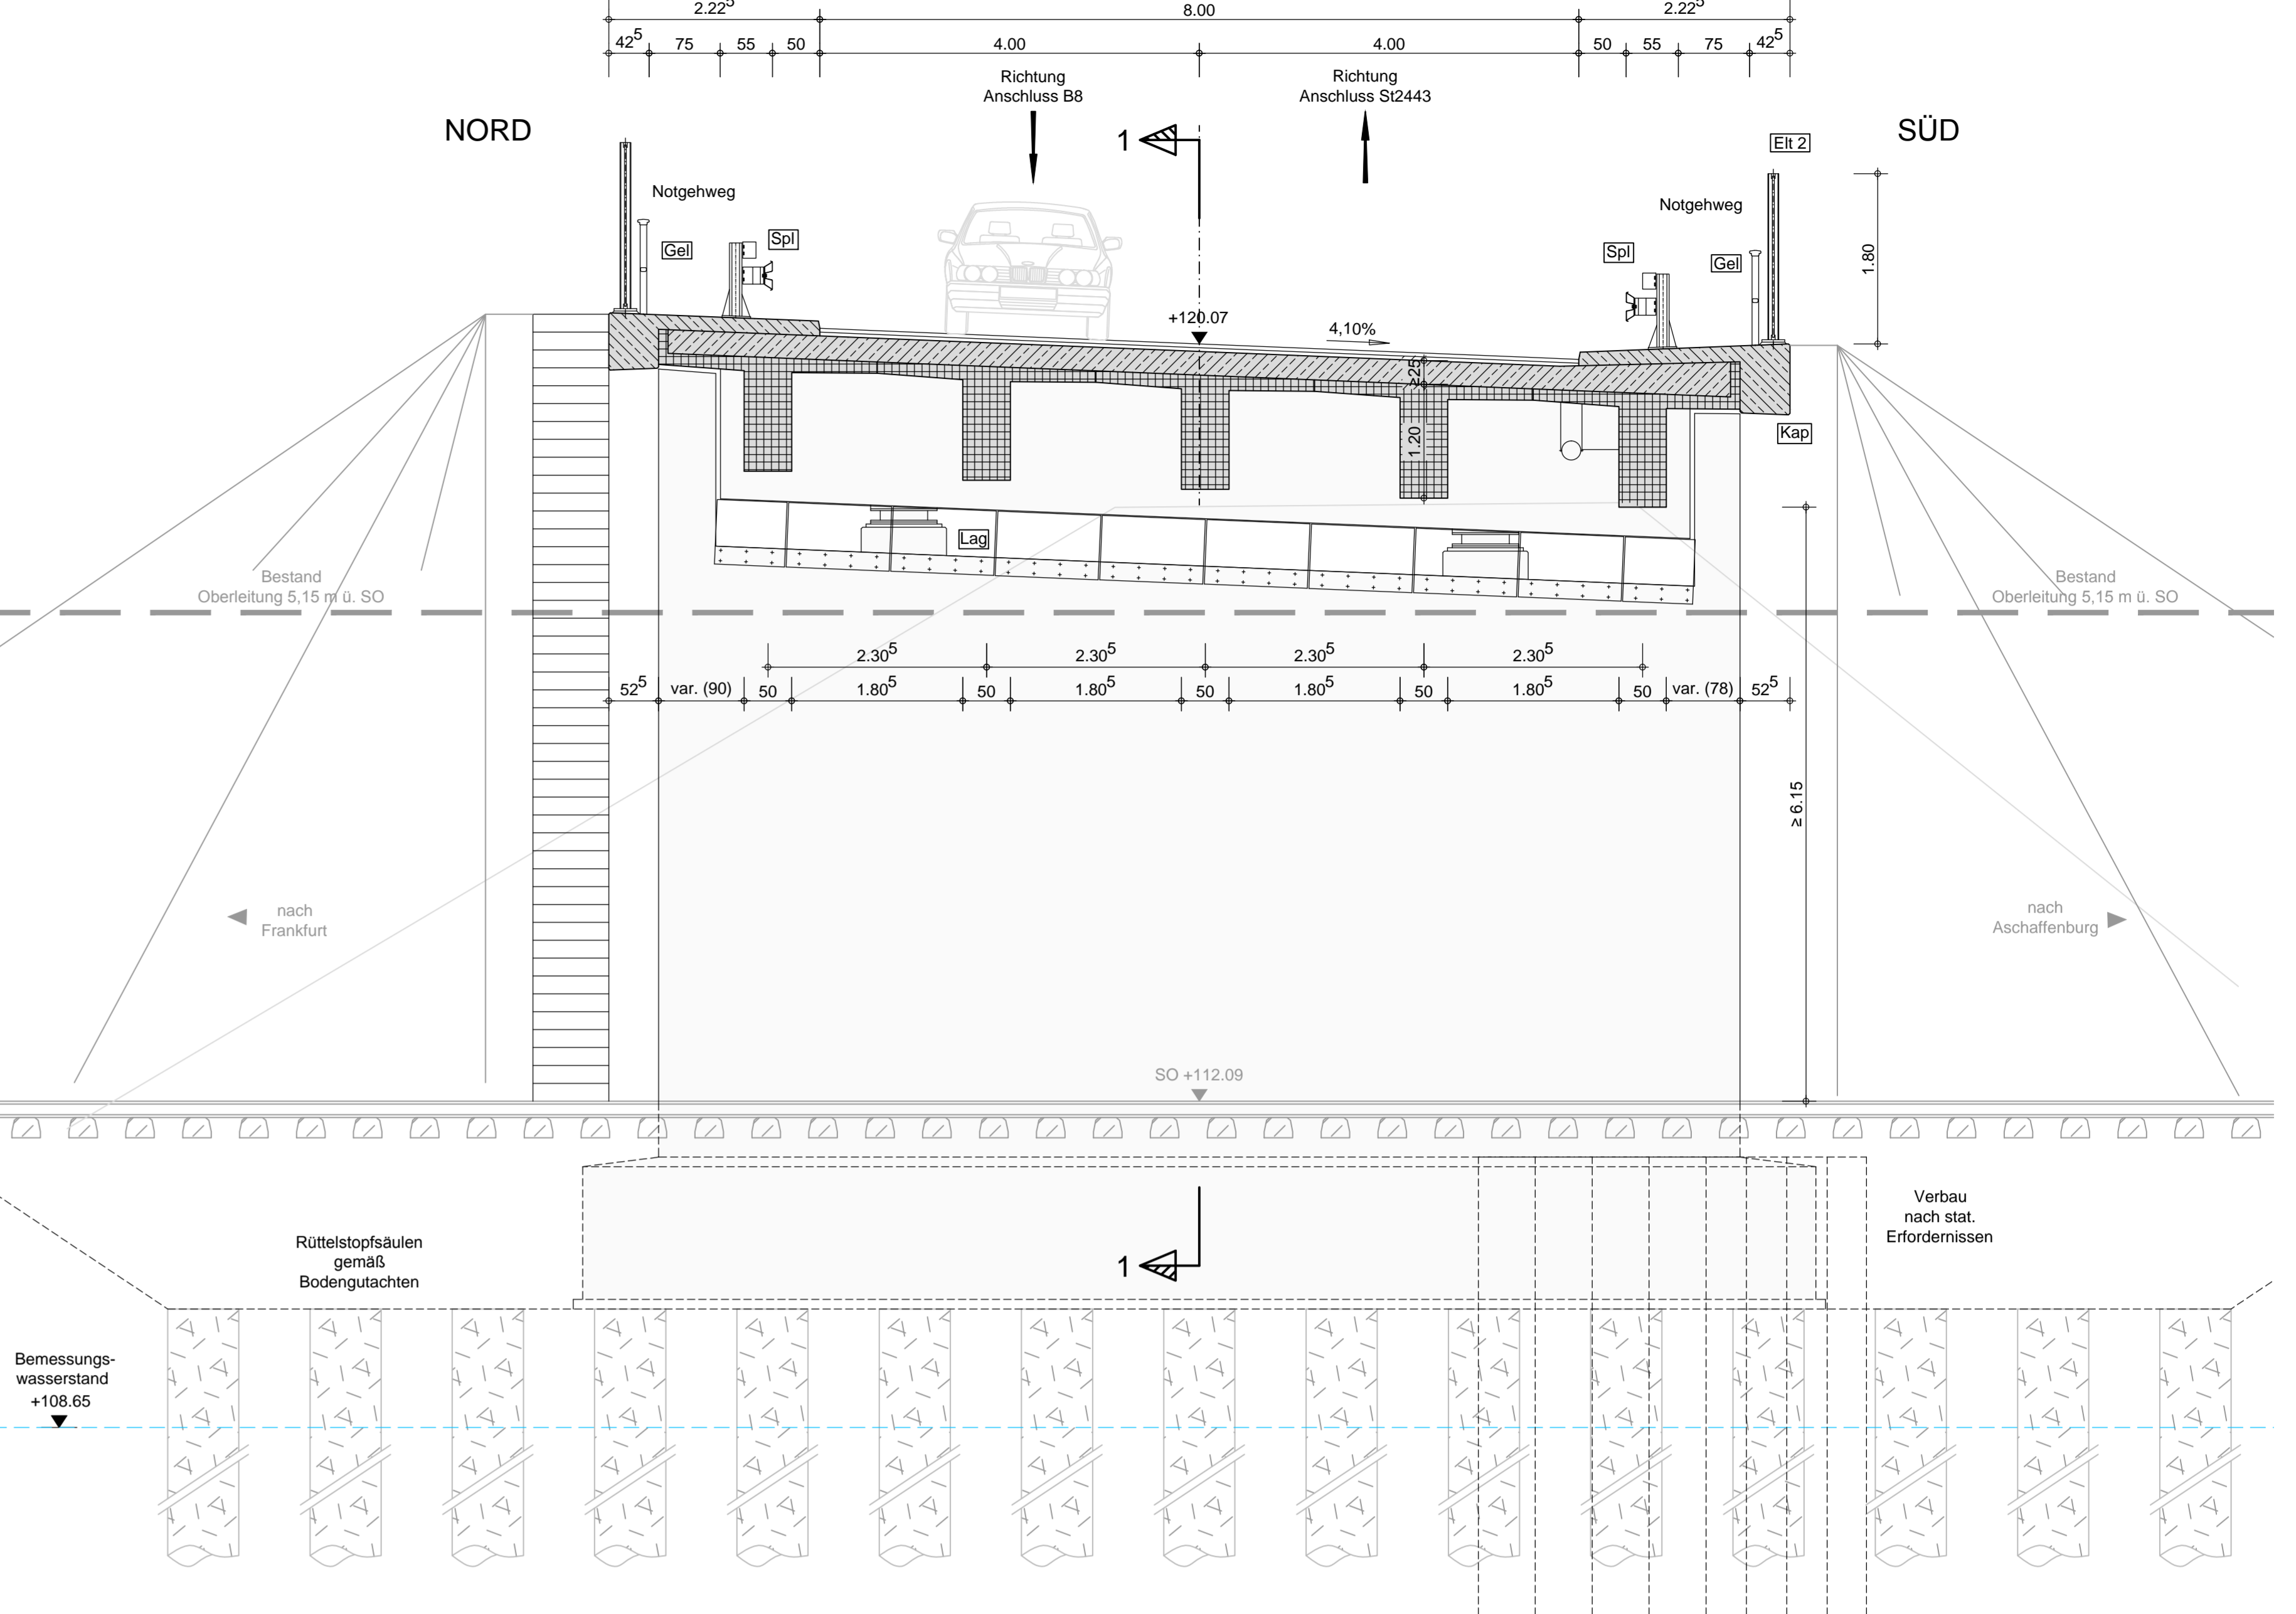 2.22⁵ 8.00 2.22⁵
42⁵ 75 55 50 4.00 4.00 50 55 75 42⁵
Richtung
Anschluss B8
Richtung
Anschluss St2443
NORD
1
SÜD
Elt 2
Notgehweg
Notgehweg
Gel
Spl
Spl
Gel
1.80
+120.07
4,10%
≥25
1.20
Kap
Lag
Bestand
Oberleitung 5,15 m ü. SO
Bestand
Oberleitung 5,15 m ü. SO
2.30⁵ 2.30⁵ 2.30⁵ 2.30⁵
52⁵ var. (90) 50 1.80⁵ 50 1.80⁵ 50 1.80⁵ 50 1.80⁵ 50 var. (78) 52⁵
≥ 6.15
nach
Frankfurt
nach
Aschaffenburg
SO +112.09
Verbau
nach stat.
Erfordernissen
Rüttelstopfsäulen
gemäß
Bodengutachten
1
Bemessungs-
wasserstand
+108.65